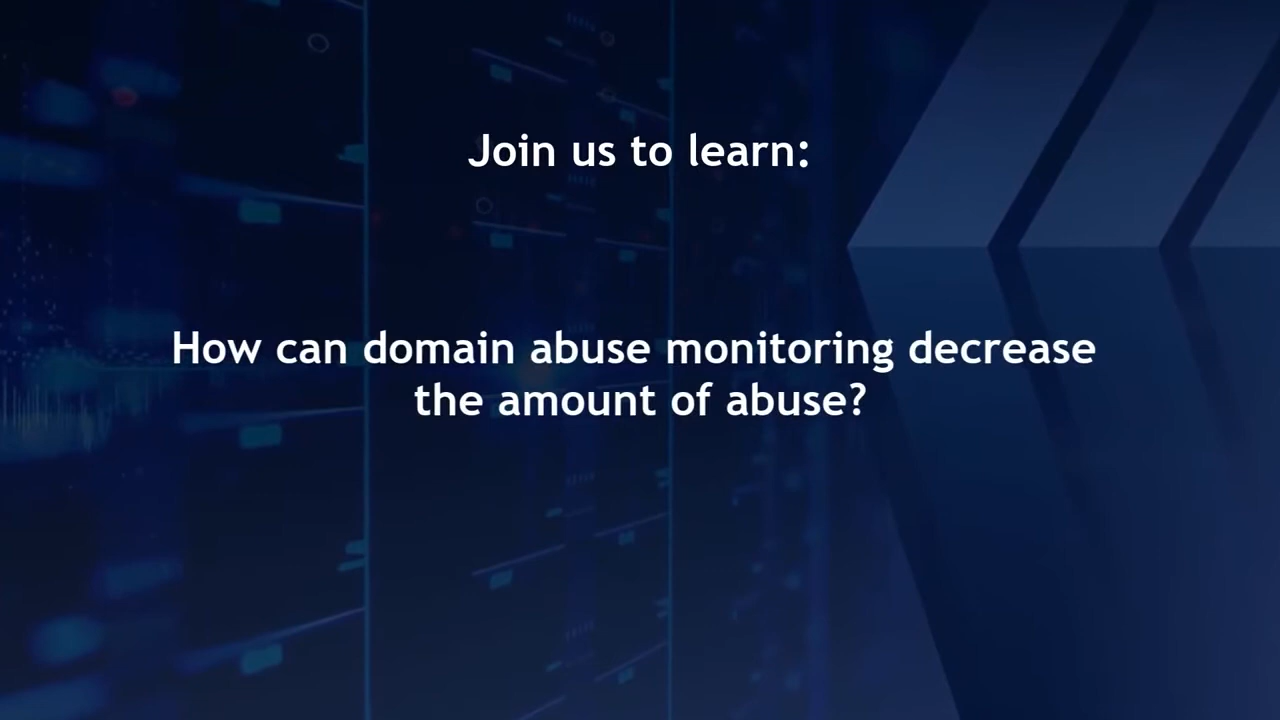 Join us to learn:
How can domain abuse monitoring decrease
the amount of abuse?